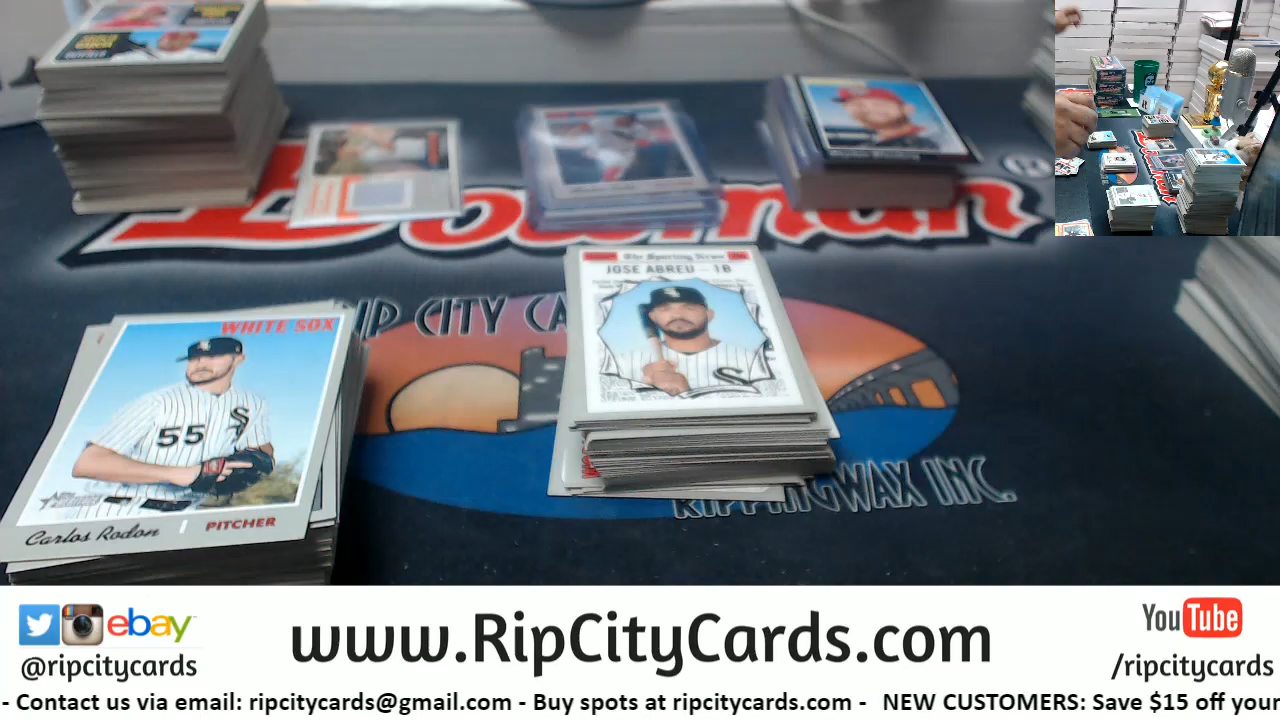 Bowman
®
The Sporting News
JOSE ABREU — 1B
RIP CITY CA
RIPPINGWAX INC.
WHITE SOX
55
Carlos Rodon | PITCHER
ebay
@ripcitycards
www.RipCityCards.com
YouTube
/ripcitycards
- Contact us via email: ripcitycards@gmail.com - Buy spots at ripcitycards.com - NEW CUSTOMERS: Save $15 off your